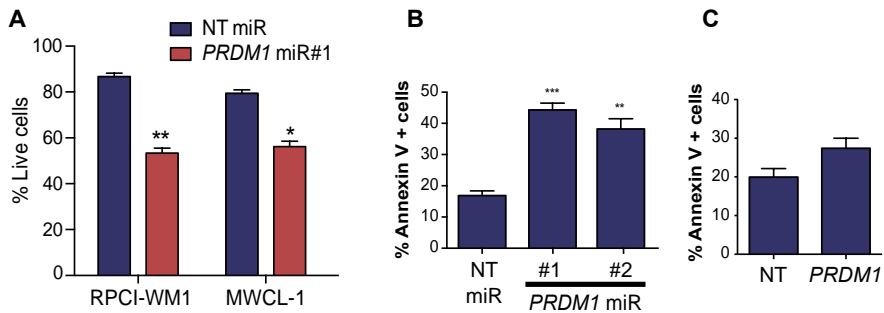 A
NT miR
PRDM1 miR#1
% Live cells
100
80
60
40
20
0
**
*
RPCI-WM1
MWCL-1
B
% Annexin V + cells
50
40
30
20
10
0
***
**
NT
miR
#1
#2
PRDM1 miR
C
% Annexin V + cells
40
30
20
10
0
NT
PRDM1